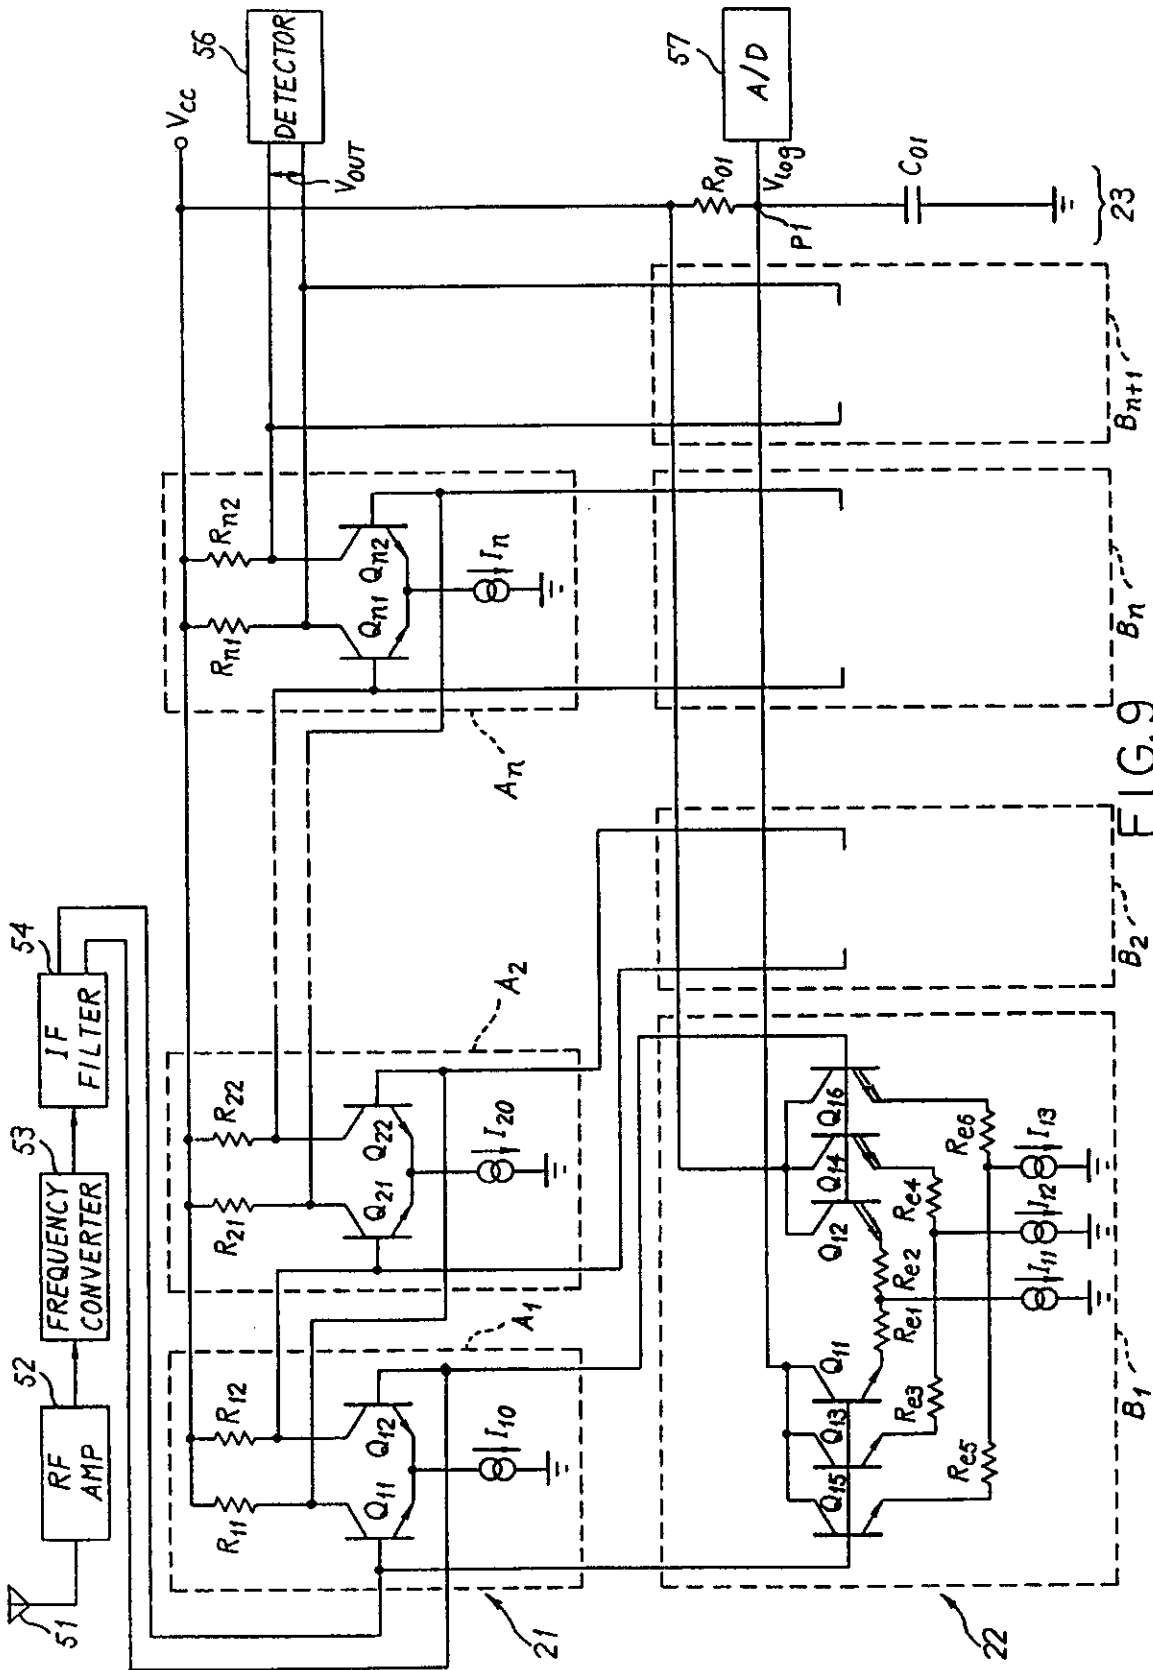 51
52
RF AMP
53
FREQUENCY CONVERTER
54
IF FILTER
56
DETECTOR
VCC
VOUT
57
A/D
R11
R12
Q11
Q12
I10
A1
R21
R22
Q21
Q22
I20
A2
Rn1
Rn2
Qn1
Qn2
In
An
21
R01
Vlog
P1
C01
23
Q15
Q13
Q11
Q12
Q14
Q16
Re1
Re2
Re3
Re4
Re5
Re6
I11
I12
I13
B1
B2
Bn
Bn+1
22
FIG. 9